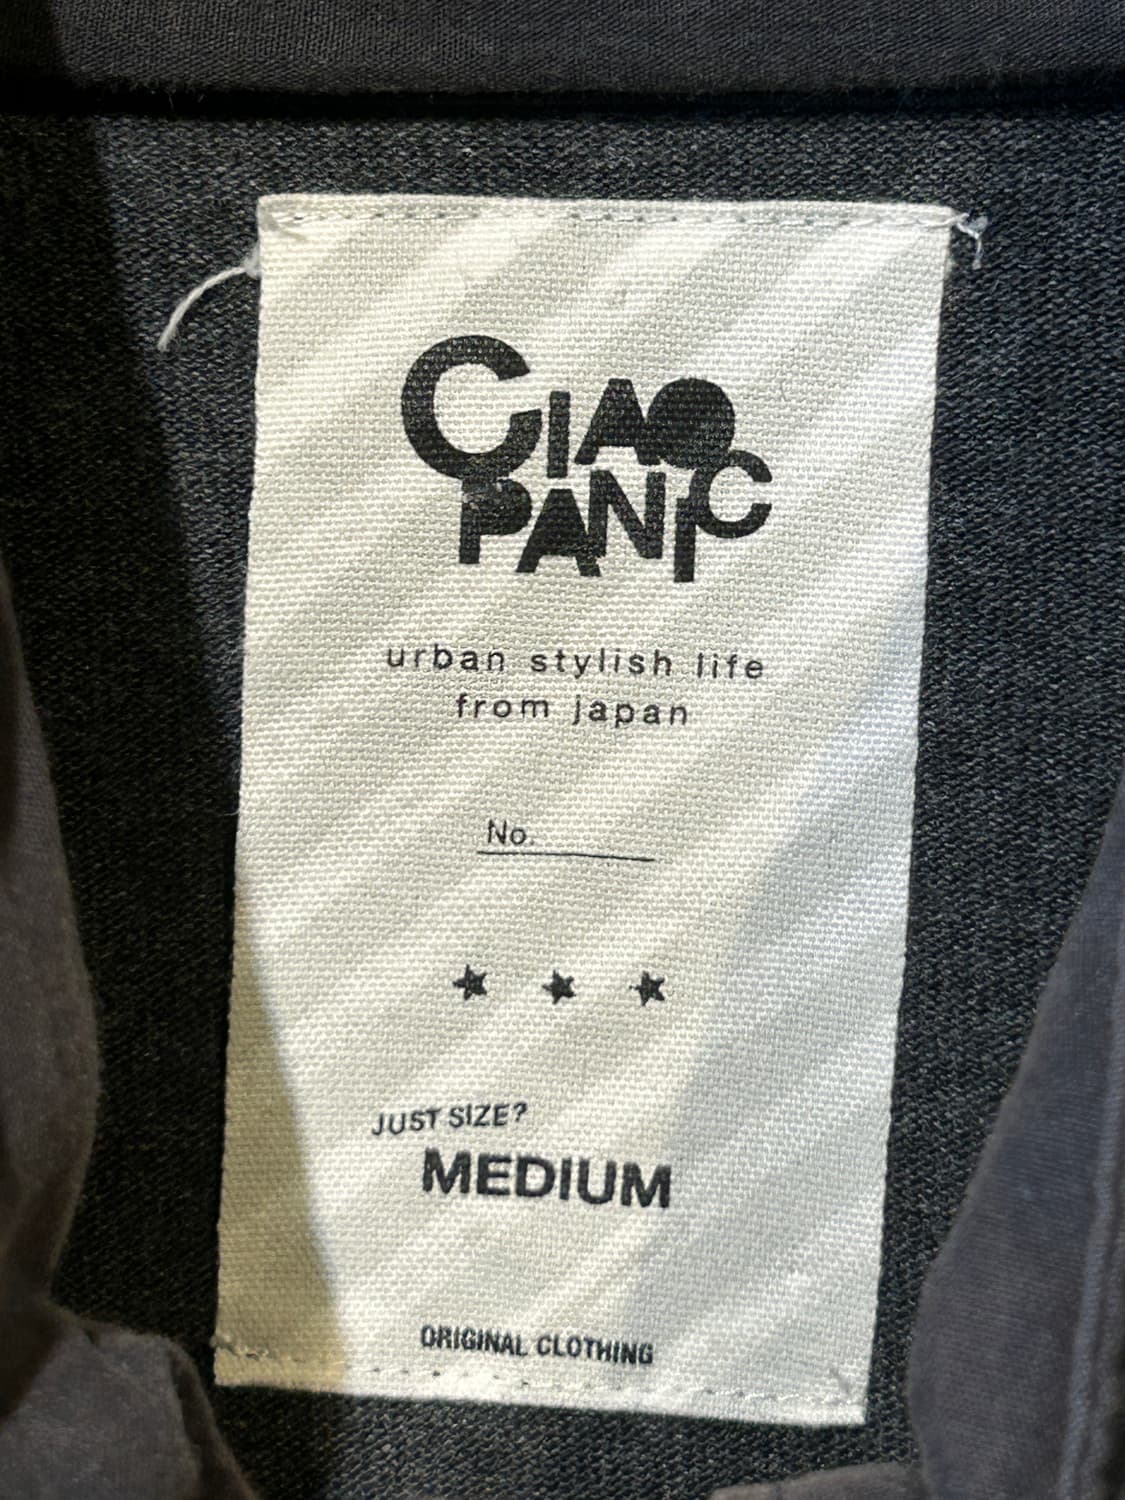 CIAO
PANIC
urban stylish life
from japan
No.
JUST SIZE?
MEDIUM
ORIGINAL CLOTHING